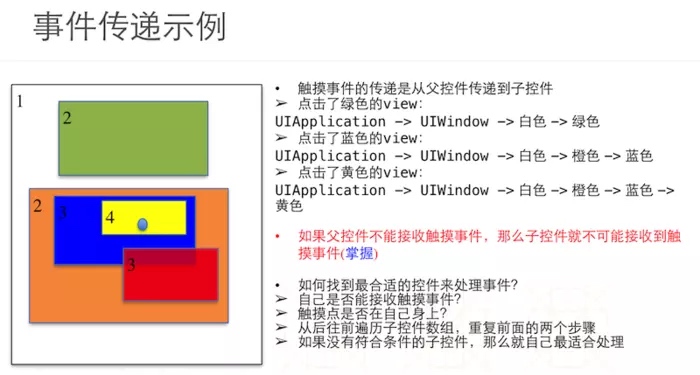 事件传递示例
1
2
2
3
4
3
• 触摸事件的传递是从父控件传递到子控件
➢ 点击了绿色的view:
UIApplication -> UIWindow -> 白色 -> 绿色
➢ 点击了蓝色的view:
UIApplication -> UIWindow -> 白色 -> 橙色 -> 蓝色
➢ 点击了黄色的view:
UIApplication -> UIWindow -> 白色 -> 橙色 -> 蓝色 ->
黄色
• 如果父控件不能接收触摸事件，那么子控件就不可能接收到触
摸事件(掌握)
• 如何找到最合适的控件来处理事件？
➢ 自己是否能接收触摸事件？
➢ 触摸点是否在自己身上？
➢ 从后往前遍历子控件数组，重复前面的两个步骤
➢ 如果没有符合条件的子控件，那么就自己最适合处理